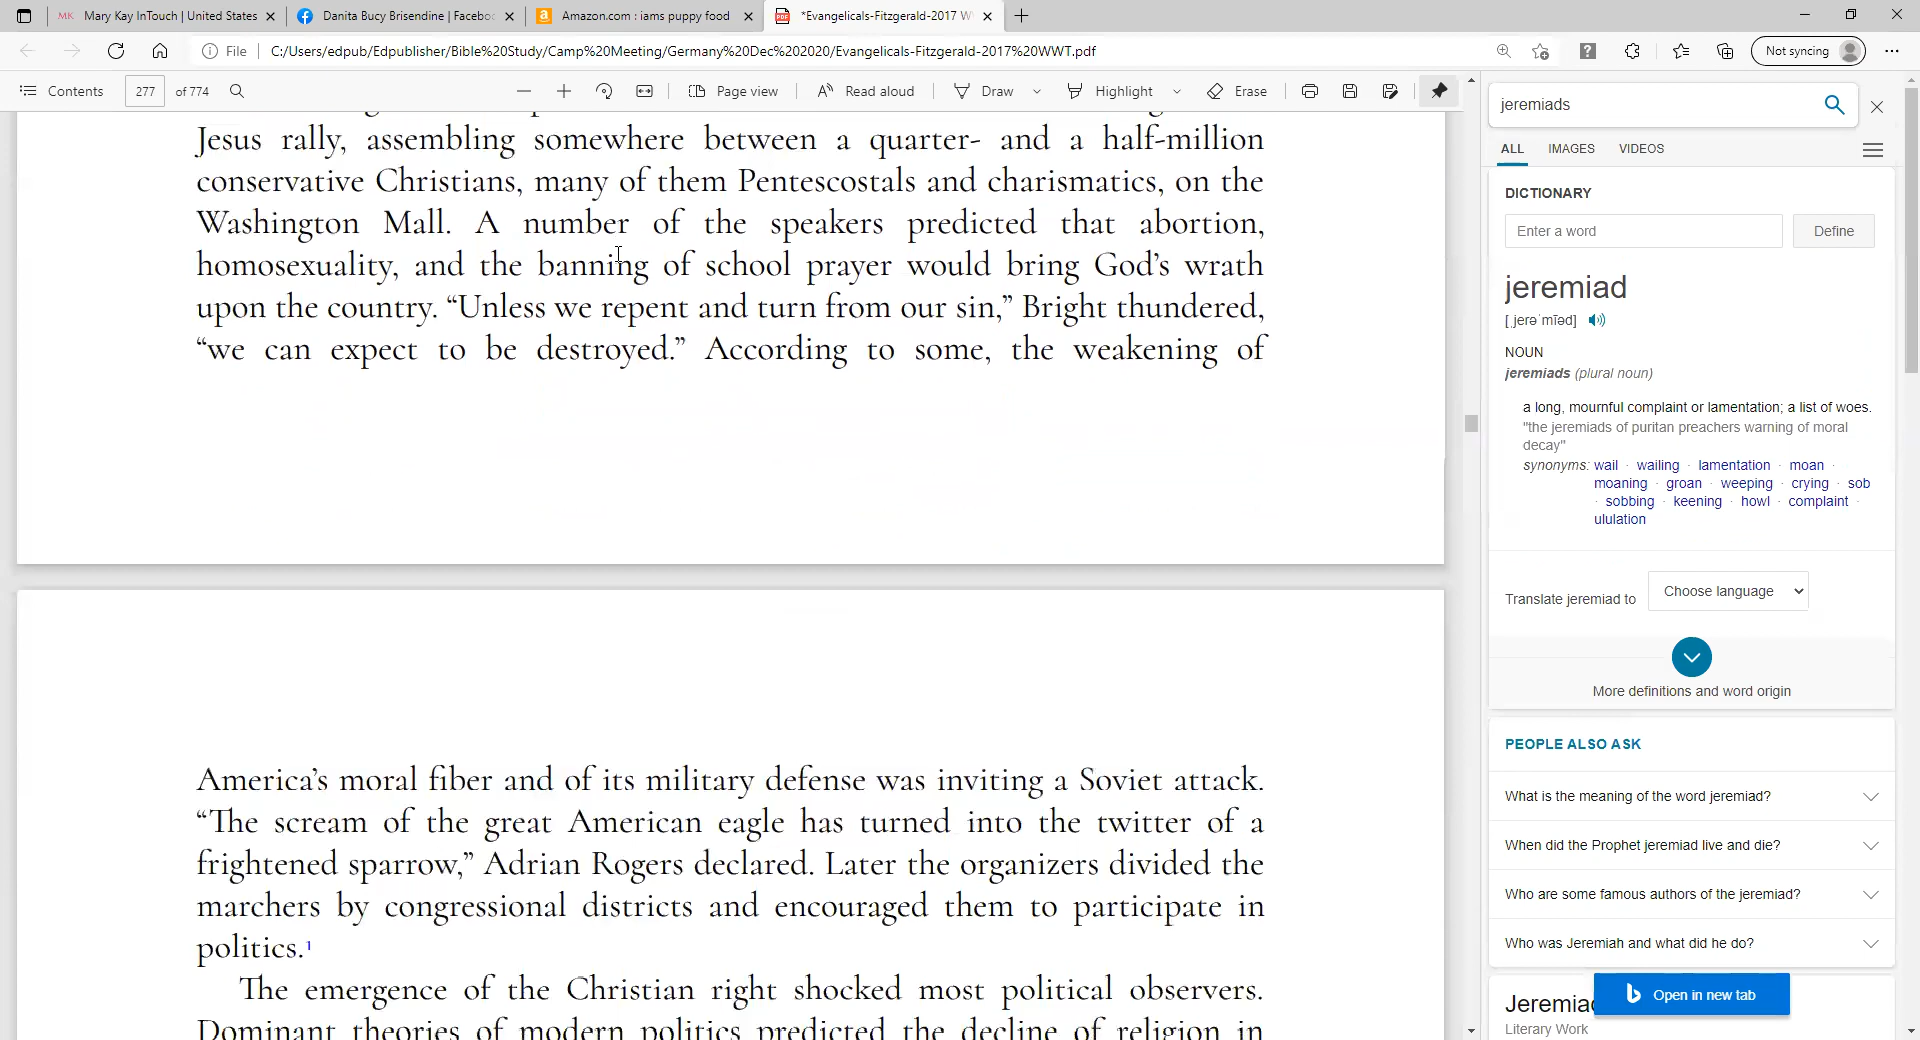 Mary Kay InTouch | United States
Danita Bucy Brisendine | Facebo
Amazon.com : iams puppy food
*Evangelicals-Fitzgerald-2017 W
File
C:/Users/edpub/Edpublisher/Bible%20Study/Camp%20Meeting/Germany%20Dec%202020/Evangelicals-Fitzgerald-2017%20WWT.pdf
Not syncing
Contents
277 of 774
Page view
Read aloud
Draw
Highlight
Erase
Jesus rally, assembling somewhere between a quarter- and a half-million
conservative Christians, many of them Pentescostals and charismatics, on the
Washington Mall. A number of the speakers predicted that abortion,
homosexuality, and the banning of school prayer would bring God’s wrath
upon the country. “Unless we repent and turn from our sin,” Bright thundered,
“we can expect to be destroyed.” According to some, the weakening of
America’s moral fiber and of its military defense was inviting a Soviet attack.
“The scream of the great American eagle has turned into the twitter of a
frightened sparrow,” Adrian Rogers declared. Later the organizers divided the
marchers by congressional districts and encouraged them to participate in
politics.1
The emergence of the Christian right shocked most political observers.
Dominant theories of modern politics predicted the decline of religion in
jeremiads
ALL IMAGES VIDEOS
DICTIONARY
Enter a word
Define
jeremiad
[ˌjerəˈmīəd]
NOUN
jeremiads (plural noun)
a long, mournful complaint or lamentation; a list of woes.
"the jeremiads of puritan preachers warning of moral
decay"
synonyms: wail · wailing · lamentation · moan ·
moaning · groan · weeping · crying · sob
· sobbing · keening · howl · complaint ·
ululation
Translate jeremiad to
Choose language
More definitions and word origin
PEOPLE ALSO ASK
What is the meaning of the word jeremiad?
When did the Prophet jeremiad live and die?
Who are some famous authors of the jeremiad?
Who was Jeremiah and what did he do?
Jeremia
Open in new tab
Literary Work